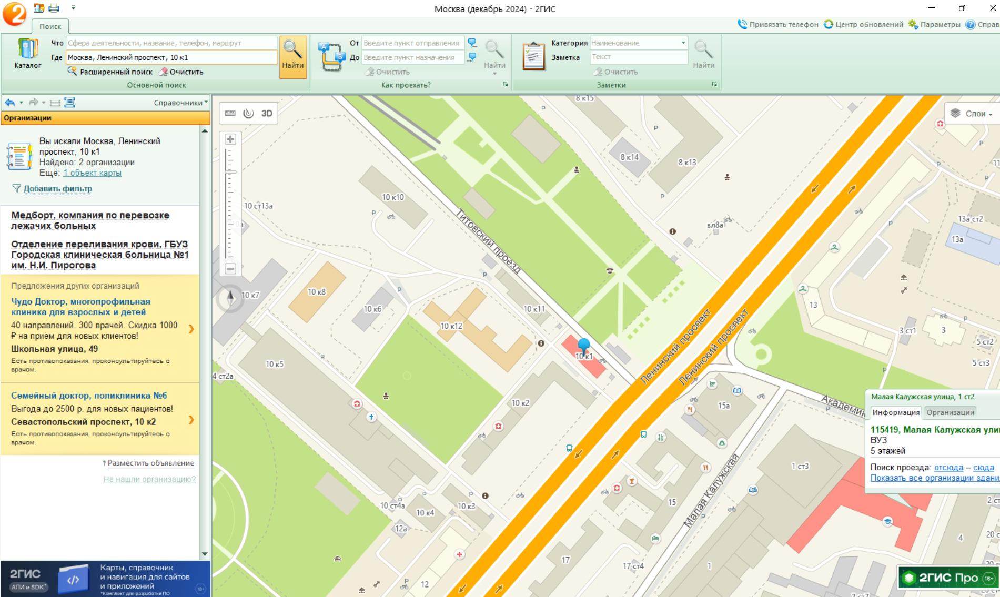 Москва (декабрь 2024) - 2ГИС
Поиск
Привязать телефон
Центр обновлений
Параметры
Справ
Каталог
Что
Сфера деятельности, название, телефон, маршрут
Где
Москва, Ленинский проспект, 10 к1
Расширенный поиск
Очистить
Найти
Основной поиск
От
Введите пункт отправления
До
Введите пункт назначения
Очистить
Найти
Как проехать?
Категория
Наименование
Заметка
Текст
Очистить
Найти
Заметки
Справочники
Организации
Вы искали Москва, Ленинский
проспект, 10 к1
Найдено: 2 организации
Ещё: 1 объект карты
Добавить фильтр
Медборт, компания по перевозке
лежачих больных
Отделение переливания крови, ГБУЗ
Городская клиническая больница №1
им. Н.И. Пирогова
Предложения других организаций
Чудо Доктор, многопрофильная
клиника для взрослых и детей
40 направлений. 300 врачей. Скидка 1000
₽ на приём для новых клиентов!
Школьная улица, 49
Есть противопоказания, проконсультируйтесь с
врачом.
Семейный доктор, поликлиника №6
Выгода до 2500 р. для новых пациентов!
Севастопольский проспект, 10 к2
Есть противопоказания, проконсультируйтесь с
врачом.
↑ Разместить объявление
Не нашли организацию?
2ГИС
АПИ и SDK*
Карты, справочник
и навигация для сайтов
и приложений
*Комплект для разработки ПО
18+
3D
Слои
8 к15
8 к14
8 к13
10 к10
10 ст13а
вл8а
13а ст2
13а
Титовский проезд
10 к7
10 к8
10 к6
10 к11
10 к12
13
3 ст1
3
5 ст2
5 ст3
10 к5
10 к1
4 ст2а
Ленинский проспект
Ленинский проспект
10 к2
15а
Академик
Малая Калужская улица, 1 ст2
Информация
Организации
115419, Малая Калужская ули
ВУЗ
5 этажей
Поиск проезда: отсюда – сюда
Показать все организации здани
1 ст3
Малая Калужская
15
10 ст4а
10 к4
10 к3
12а
2 ст
4
20 с
17
17 ст4
1
12
2ГИС Про
18+